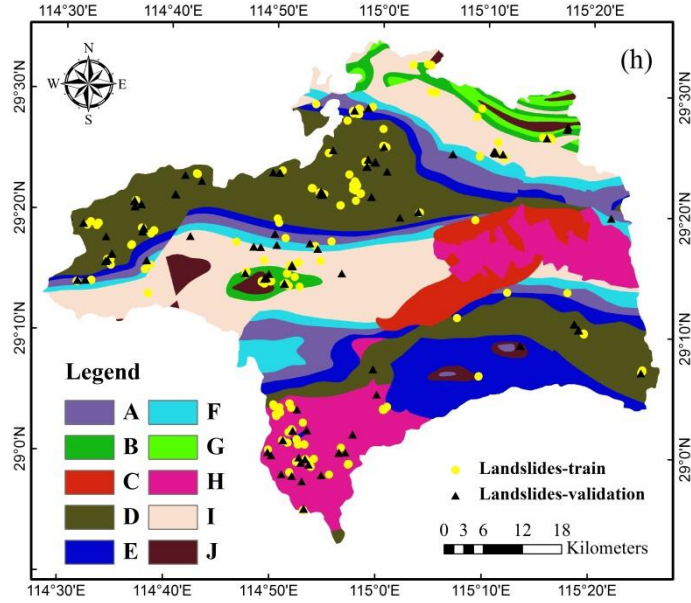 114°30'E 114°40'E 114°50'E 115°0'E 115°10'E 115°20'E
(h)
N
W E
S
29°30'N 29°30'N
29°20'N 29°20'N
29°10'N 29°10'N
29°0'N 29°0'N
Legend
A F
B G
C H
D I
E J
Landslides-train
Landslides-validation
0 3 6 12 18
Kilometers
114°30'E 114°40'E 114°50'E 115°0'E 115°10'E 115°20'E